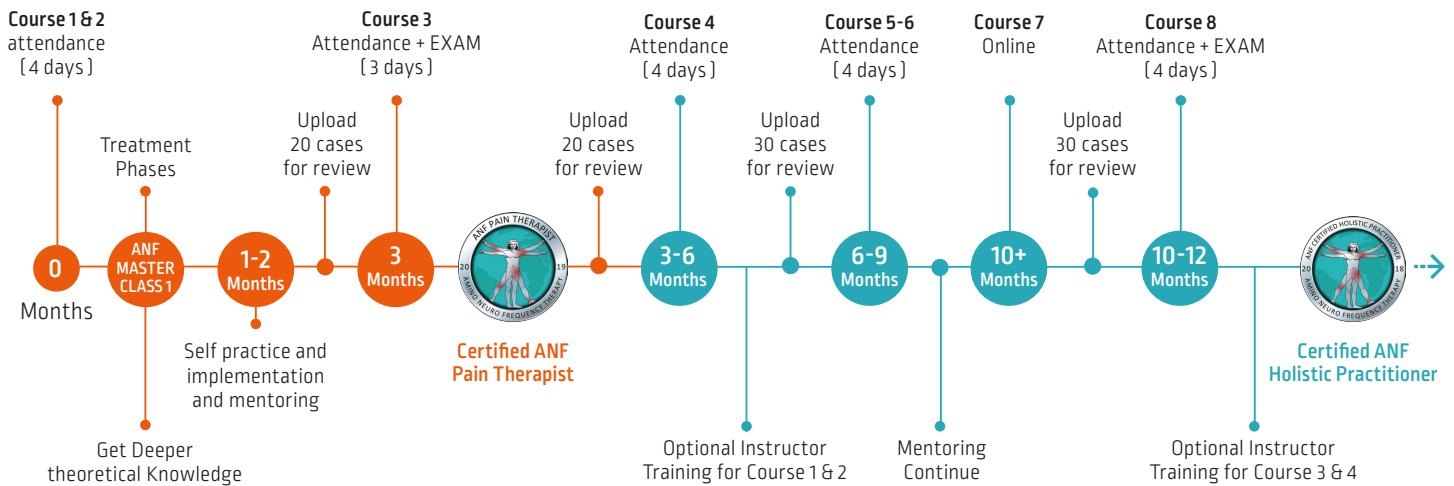 Course 1 & 2
attendance
[ 4 days ]
Course 3
Attendance + EXAM
[ 3 days ]
Course 4
Attendance
[ 4 days ]
Course 5-6
Attendance
[ 4 days ]
Course 7
Online
Course 8
Attendance + EXAM
[ 4 days ]
Treatment
Phases
Upload
20 cases
for review
Upload
20 cases
for review
Upload
30 cases
for review
Upload
30 cases
for review
0
Months
ANF
MASTER
CLASS 1
1-2
Months
3
Months
ANF PAIN THERAPIST
20 19
AMINO NEURO FREQUENCY THERAPY
3-6
Months
6-9
Months
10+
Months
10-12
Months
ANF CERTIFIED HOLISTIC PRACTITIONER
20 18
AMINO NEURO FREQUENCY THERAPY
Self practice and
implementation
and mentoring
Certified ANF
Pain Therapist
Certified ANF
Holistic Practitioner
Get Deeper
theoretical Knowledge
Optional Instructor
Training for Course 1 & 2
Mentoring
Continue
Optional Instructor
Training for Course 3 & 4